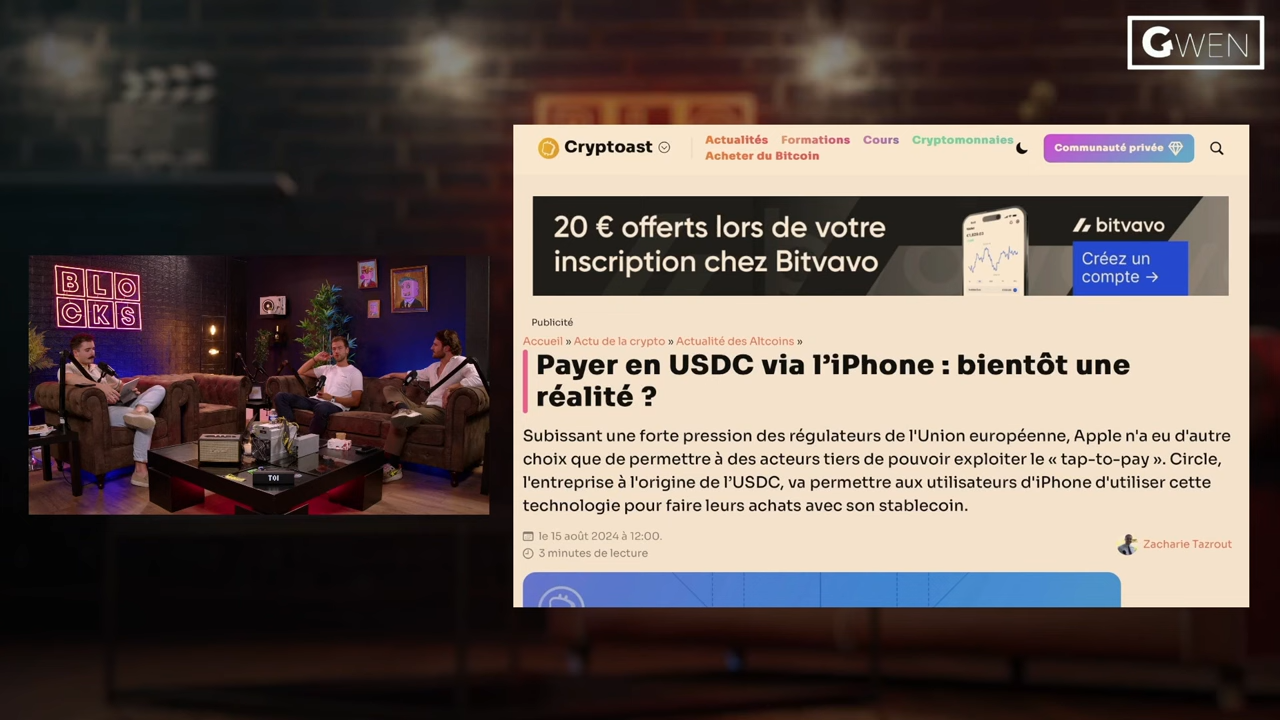 GWEN
Cryptoast
Actualités Formations Cours Cryptomonnaies
Acheter du Bitcoin
Communauté privée
20 € offerts lors de votre
inscription chez Bitvavo
bitvavo
Créez un
compte →
Publicité
Accueil » Actu de la crypto » Actualité des Altcoins »
Payer en USDC via l'iPhone : bientôt une
réalité ?
Subissant une forte pression des régulateurs de l'Union européenne, Apple n'a eu d'autre
choix que de permettre à des acteurs tiers de pouvoir exploiter le « tap-to-pay ». Circle,
l'entreprise à l'origine de l'USDC, va permettre aux utilisateurs d'iPhone d'utiliser cette
technologie pour faire leurs achats avec son stablecoin.
le 15 août 2024 à 12:00.
3 minutes de lecture
Zacharie Tazrout
BLO
CKS
TOI